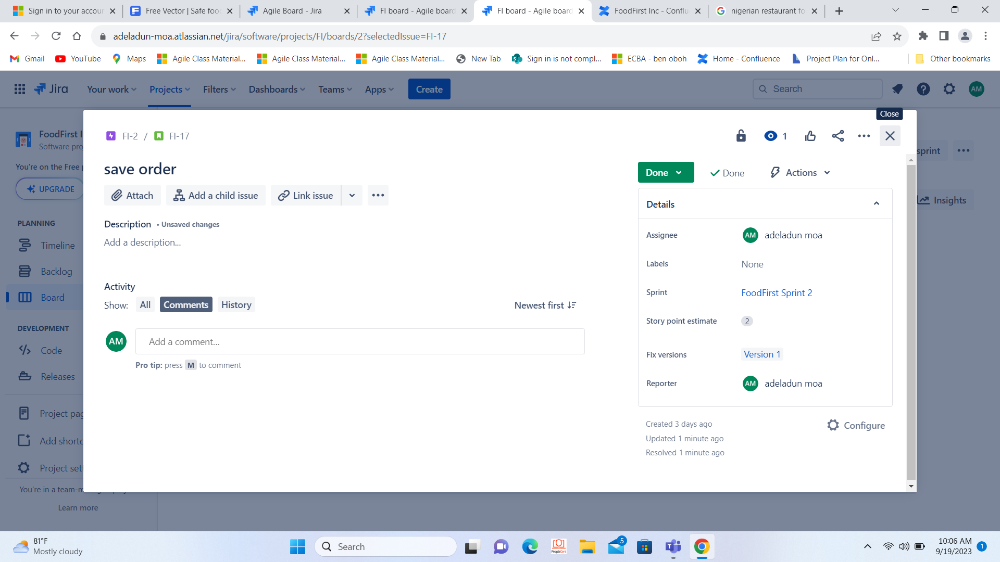 Sign in to your accour
Free Vector | Safe foo
Agile Board - Jira
FI board - Agile board
FI board - Agile board
FoodFirst Inc - Conflu
nigerian restaurant fo
adeladun-moa.atlassian.net/jira/software/projects/FI/boards/2?selectedIssue=FI-17
Gmail
YouTube
Maps
Agile Class Material...
Agile Class Material...
Agile Class Material...
New Tab
Sign in is not compl...
ECBA - ben oboh
Home - Confluence
Project Plan for Onl...
Other bookmarks
Jira
Your work
Projects
Filters
Dashboards
Teams
Apps
Create
Search
AM
Close
FoodFirst I
Software pro
You're on the Free p
UPGRADE
PLANNING
Timeline
Backlog
Board
DEVELOPMENT
Code
Releases
Project pag
Add shortc
Project sett
You're in a team-m
Learn more
FI-2 / FI-17
1
save order
Attach
Add a child issue
Link issue
Description • Unsaved changes
Add a description...
Activity
Show: All Comments History
Newest first
AM
Add a comment...
Pro tip: press M to comment
Done
Done
Actions
Details
Assignee
AM adeladun moa
Labels
None
Sprint
FoodFirst Sprint 2
Story point estimate
2
Fix versions
Version 1
Reporter
AM adeladun moa
Created 3 days ago
Updated 1 minute ago
Resolved 1 minute ago
Configure
sprint
Insights
81°F
Mostly cloudy
Search
PeopleCert
5
10:06 AM
9/19/2023
1